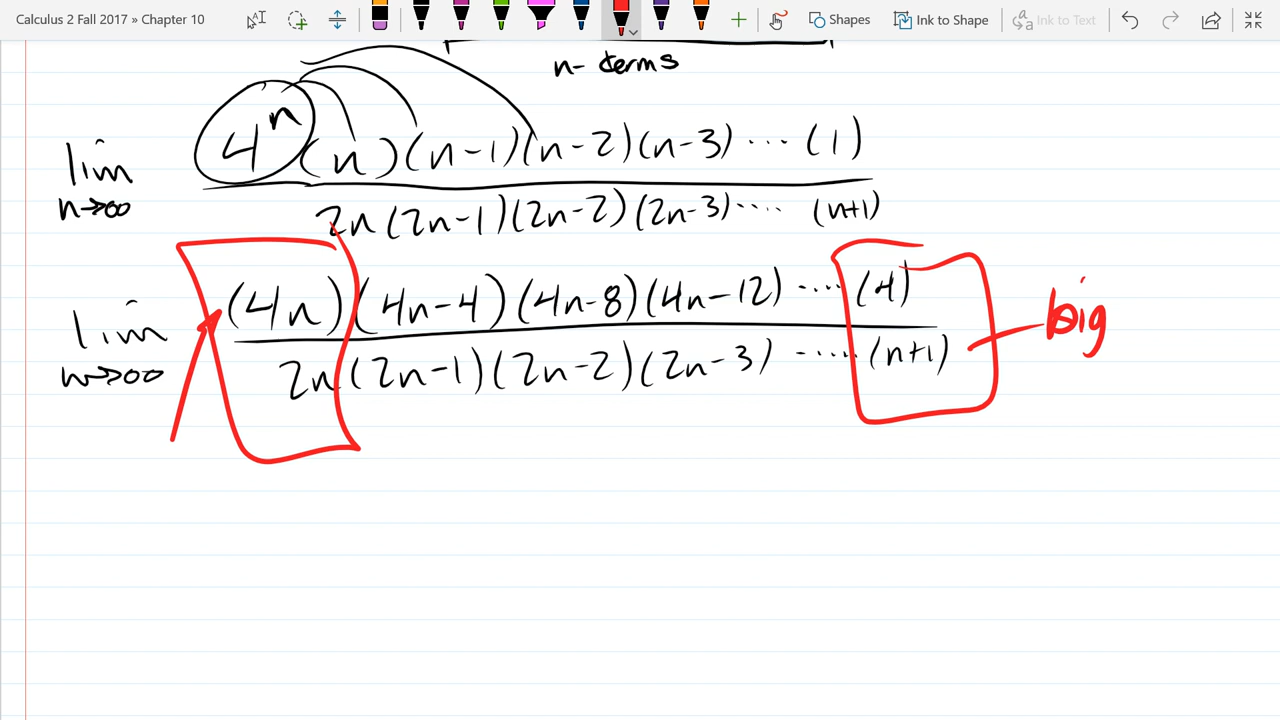 Calculus 2 Fall 2017 » Chapter 10
Shapes
Ink to Shape
Ink to Text
n- terms
lim n→∞ 4^n (n)(n-1)(n-2)(n-3)···(1)
2n(2n-1)(2n-2)(2n-3)···· (n+1)
lim n→∞ (4n)(4n-4)(4n-8)(4n-12)····(4)
2n(2n-1)(2n-2)(2n-3) ····(n+1)
big